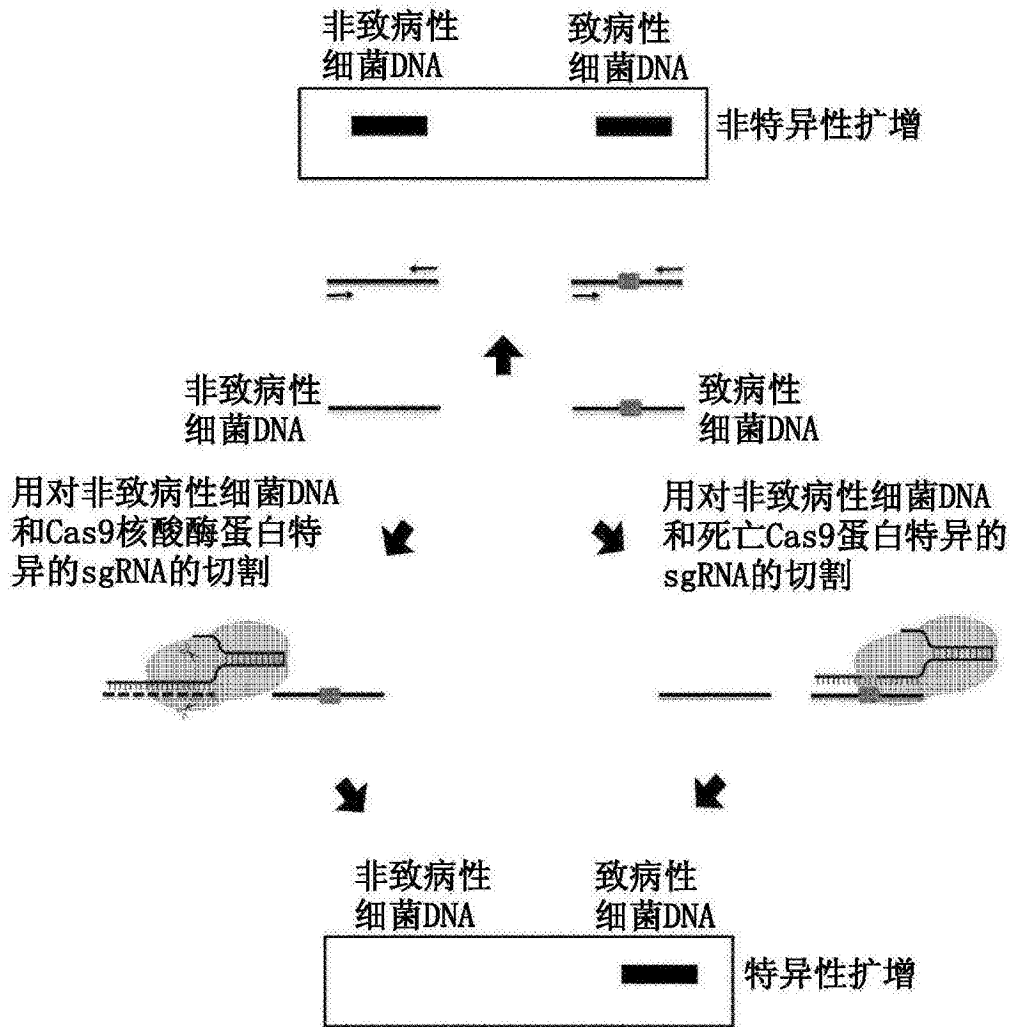 非致病性
细菌DNA
致病性
细菌DNA
非特异性扩增
非致病性
细菌DNA
致病性
细菌DNA
用对非致病性细菌DNA
和Cas9核酸酶蛋白特
异的sgRNA的切割
用对非致病性细菌DNA
和死亡Cas9蛋白特异的
sgRNA的切割
非致病性
细菌DNA
致病性
细菌DNA
特异性扩增